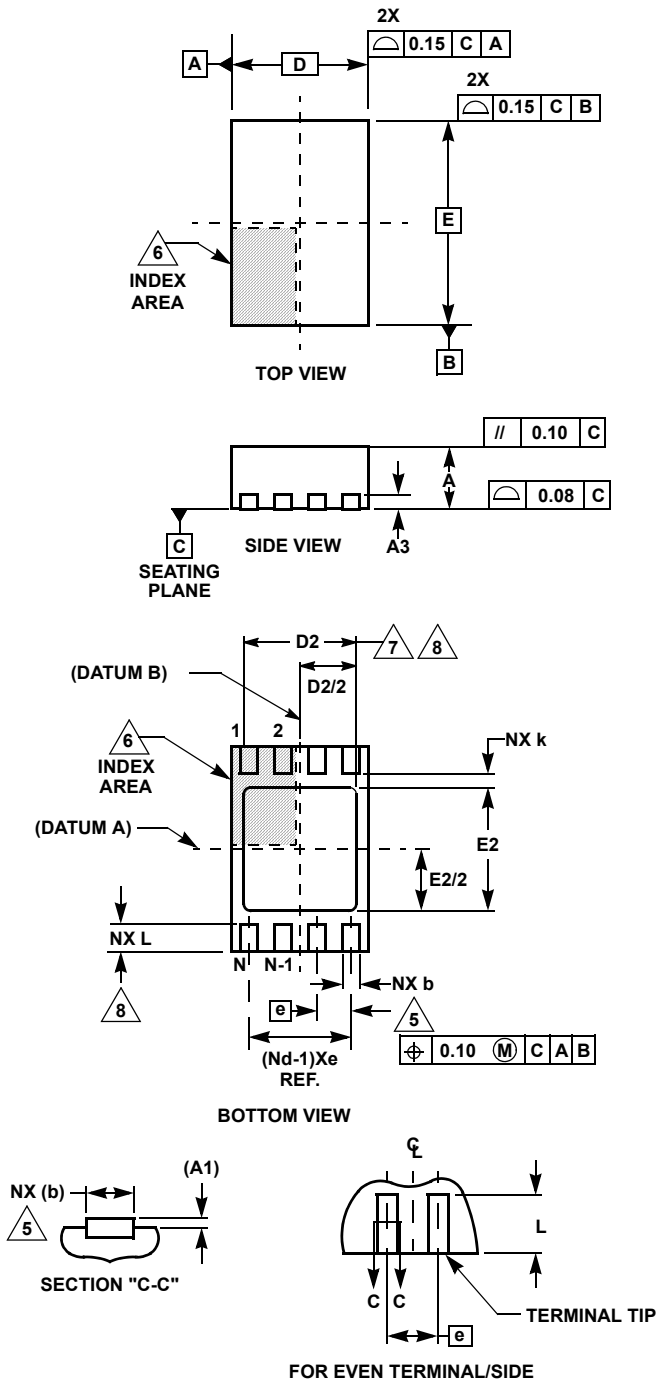 2X
⌓ 0.15 C A
A
D
2X
⌓ 0.15 C B
E
6
INDEX
AREA
B
TOP VIEW
// 0.10 C
A
⌓ 0.08 C
C
SIDE VIEW
A3
SEATING
PLANE
D2
7 8
(DATUM B)
D2/2
1 2
6
INDEX
AREA
NX k
(DATUM A)
E2
E2/2
NX L
N N-1
NX b
8
e
5
(Nd-1)Xe
REF.
⌖ 0.10 Ⓜ C A B
BOTTOM VIEW
(A1)
NX (b)
5
SECTION "C-C"
℄
L
C C
TERMINAL TIP
e
FOR EVEN TERMINAL/SIDE